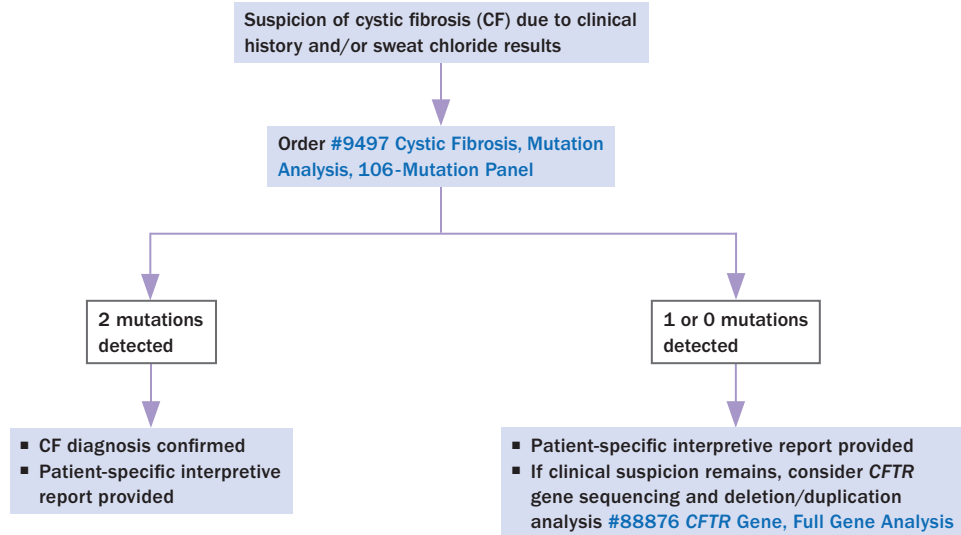 Suspicion of cystic fibrosis (CF) due to clinical
history and/or sweat chloride results
Order #9497 Cystic Fibrosis, Mutation
Analysis, 106-Mutation Panel
2 mutations
detected
1 or 0 mutations
detected
▪ CF diagnosis confirmed
▪ Patient-specific interpretive
report provided
▪ Patient-specific interpretive report provided
▪ If clinical suspicion remains, consider CFTR
gene sequencing and deletion/duplication
analysis #88876 CFTR Gene, Full Gene Analysis